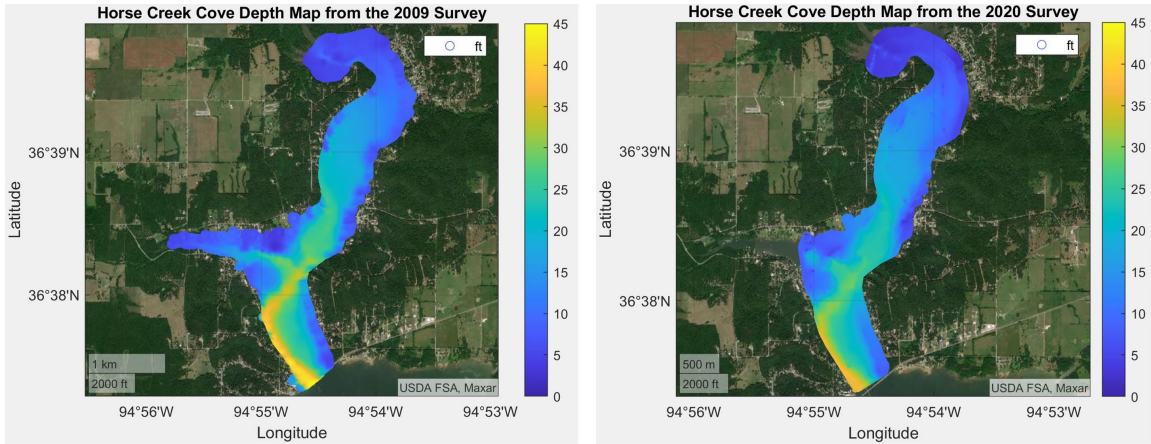 Horse Creek Cove Depth Map from the 2009 Survey
ft
45
40
35
30
25
20
15
10
5
0
36°39'N
36°38'N
Latitude
1 km
2000 ft
USDA FSA, Maxar
94°56'W
94°55'W
94°54'W
94°53'W
Longitude
Horse Creek Cove Depth Map from the 2020 Survey
ft
45
40
35
30
25
20
15
10
5
0
36°39'N
36°38'N
Latitude
500 m
2000 ft
USDA FSA, Maxar
94°56'W
94°55'W
94°54'W
94°53'W
Longitude